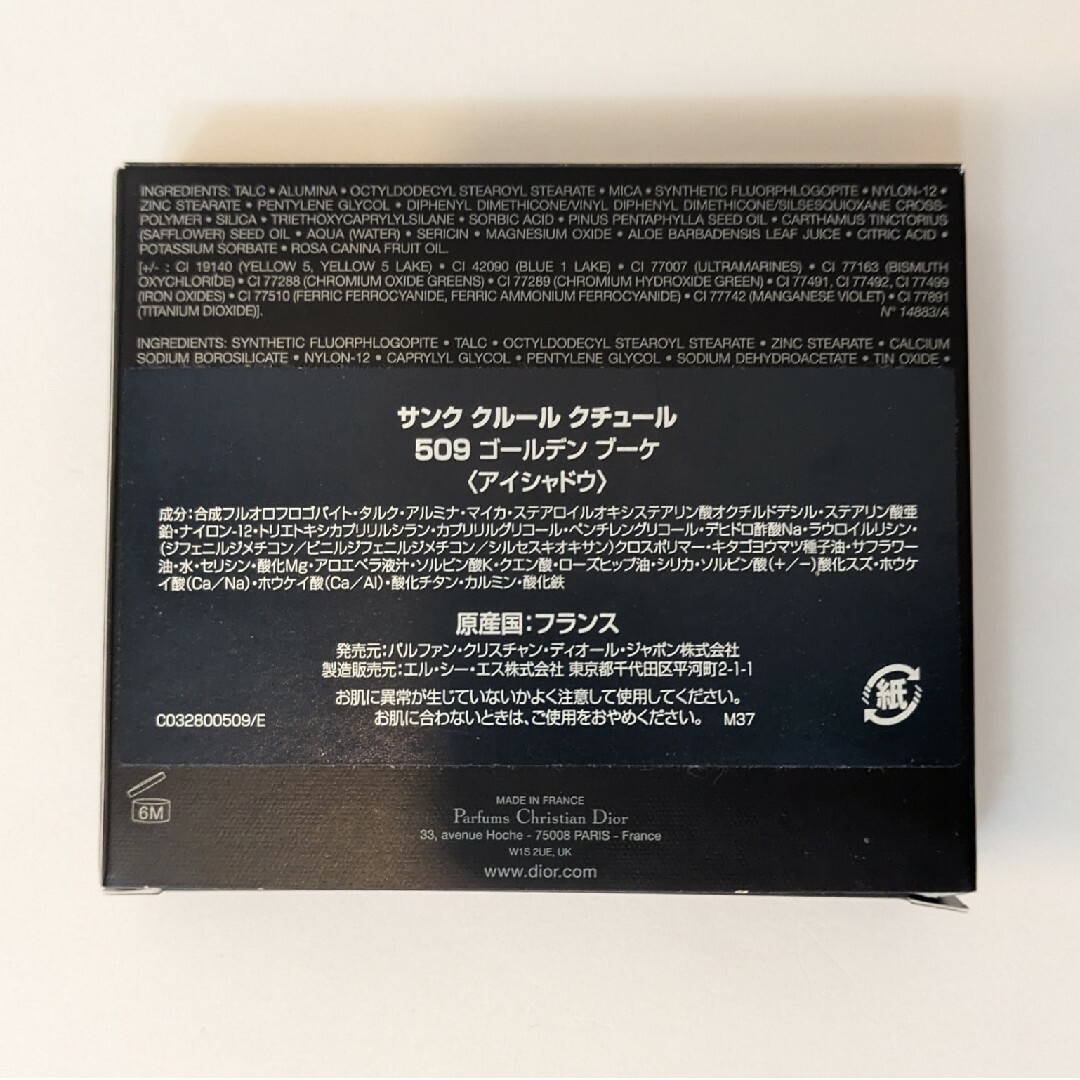 INGREDIENTS: TALC • ALUMINA • OCTYLDODECYL STEAROYL STEARATE • MICA • SYNTHETIC FLUORPHLOGOPITE • NYLON-12 •
ZINC STEARATE • PENTYLENE GLYCOL • DIPHENYL DIMETHICONE/VINYL DIPHENYL DIMETHICONE/SILSESQUIOXANE CROSS-
POLYMER • SILICA • TRIETHOXYCAPRYLYLSILANE • SORBIC ACID • PINUS PENTAPHYLLA SEED OIL • CARTHAMUS TINCTORIUS
(SAFFLOWER) SEED OIL • AQUA (WATER) • SERICIN • MAGNESIUM OXIDE • ALOE BARBADENSIS LEAF JUICE • CITRIC ACID •
POTASSIUM SORBATE • ROSA CANINA FRUIT OIL.
[+/- : CI 19140 (YELLOW 5, YELLOW 5 LAKE) • CI 42090 (BLUE 1 LAKE) • CI 77007 (ULTRAMARINES) • CI 77163 (BISMUTH
OXYCHLORIDE) • CI 77288 (CHROMIUM OXIDE GREENS) • CI 77289 (CHROMIUM HYDROXIDE GREEN) • CI 77491, CI 77492, CI 77499
(IRON OXIDES) • CI 77510 (FERRIC FERROCYANIDE, FERRIC AMMONIUM FERROCYANIDE) • CI 77742 (MANGANESE VIOLET) • CI 77891
(TITANIUM DIOXIDE)]. N° 14883/A
INGREDIENTS: SYNTHETIC FLUORPHLOGOPITE • TALC • OCTYLDODECYL STEAROYL STEARATE • ZINC STEARATE • CALCIUM
SODIUM BOROSILICATE • NYLON-12 • CAPRYLYL GLYCOL • PENTYLENE GLYCOL • SODIUM DEHYDROACETATE • TIN OXIDE •
サンク クルール クチュール
509 ゴールデン ブーケ
〈アイシャドウ〉
成分：合成フルオロフロゴパイト・タルク・アルミナ・マイカ・ステアロイルオキシステアリン酸オクチルドデシル・ステアリン酸亜
鉛・ナイロン-12・トリエトキシカプリリルシラン・カプリリルグリコール・ペンチレングリコール・デヒドロ酢酸Na・ラウロイルリシン・
(ジフェニルジメチコン／ビニルジフェニルジメチコン／シルセスキオキサン)クロスポリマー・キタゴヨウマツ種子油・サフラワー
油・水・セリシン・酸化Mg・アロエベラ液汁・ソルビン酸K・クエン酸・ローズヒップ油・シリカ・ソルビン酸(＋/－)酸化スズ・ホウケ
イ酸(Ca/Na)・ホウケイ酸(Ca/Al)・酸化チタン・カルミン・酸化鉄
原産国：フランス
発売元：パルファン・クリスチャン・ディオール・ジャポン株式会社
製造販売元：エル・シー・エス株式会社 東京都千代田区平河町2-1-1
お肌に異常が生じていないかよく注意して使用してください。
お肌に合わないときは、ご使用をおやめください。 M37
C032800509/E
紙
6M
MADE IN FRANCE
Parfums Christian Dior
33, avenue Hoche - 75008 PARIS - France
W1S 2UE, UK
www.dior.com